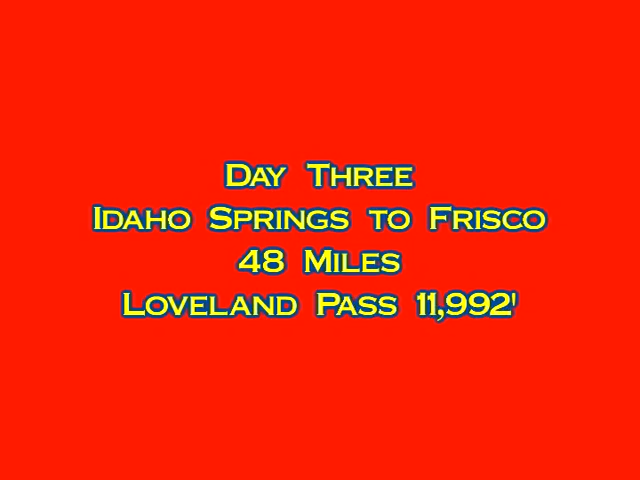 Day Three
Idaho Springs to Frisco
48 Miles
Loveland Pass 11,992'